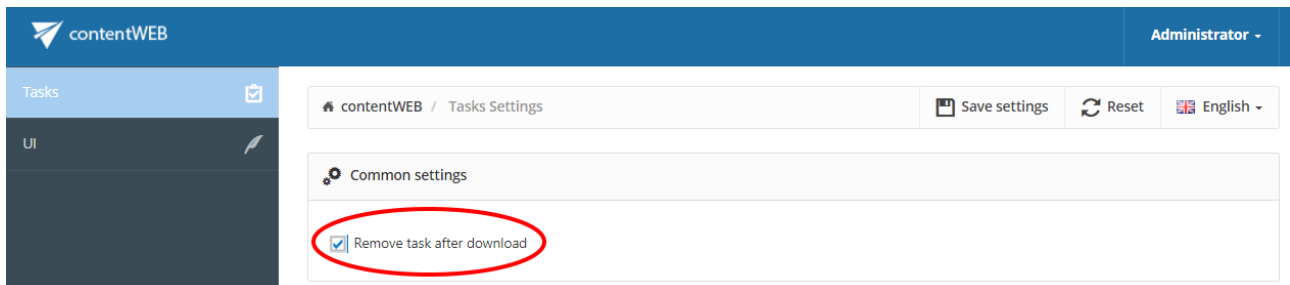 contentWEB
Administrator
Tasks
contentWEB / Tasks Settings
Save settings
Reset
English
UI
Common settings
Remove task after download